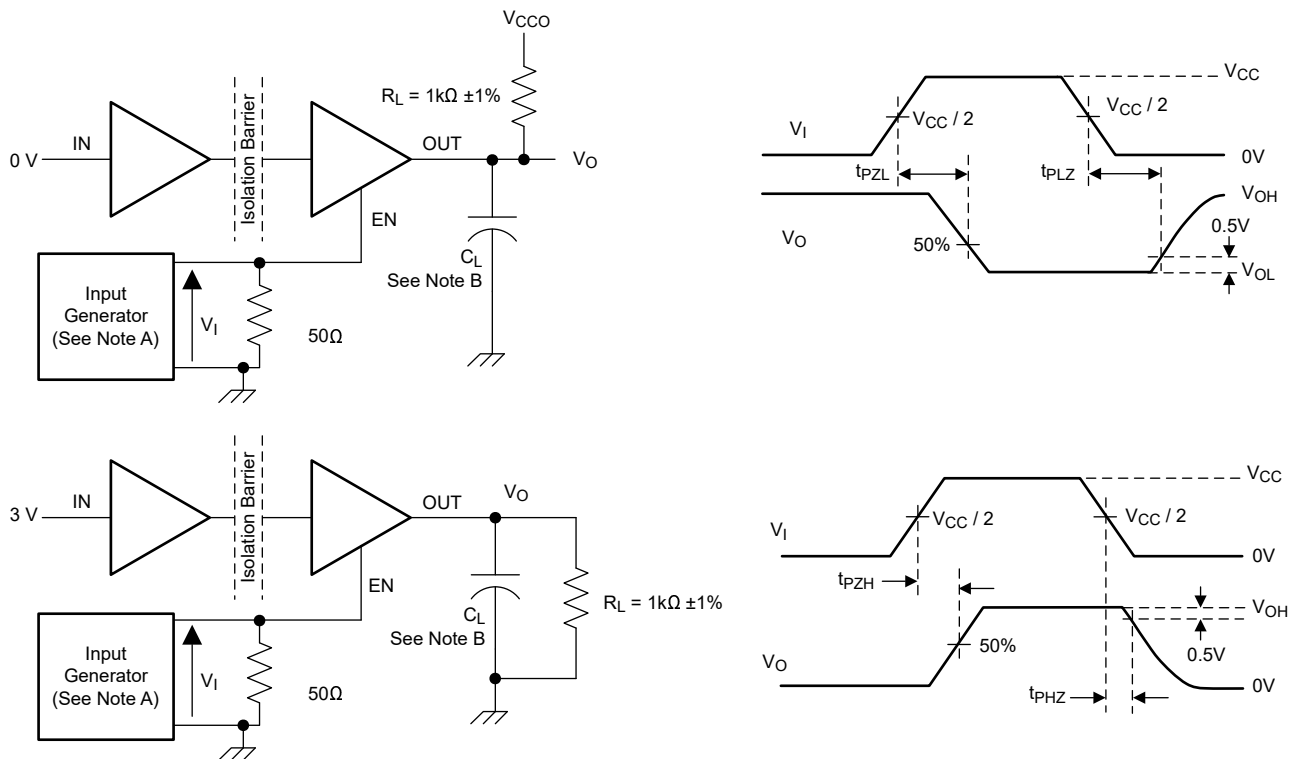 VCCO
RL = 1kΩ ±1%
0 V
IN
Isolation Barrier
OUT
VO
EN
CL
See Note B
Input
Generator
(See Note A)
VI
50Ω
VCC
VI
VCC / 2
VCC / 2
0V
tPZL
tPLZ
VOH
VO
50%
0.5V
VOL
3 V
IN
Isolation Barrier
OUT
VO
EN
CL
See Note B
RL = 1kΩ ±1%
Input
Generator
(See Note A)
VI
50Ω
VCC
VI
VCC / 2
VCC / 2
0V
tPZH
VOH
0.5V
VO
50%
0V
tPHZ